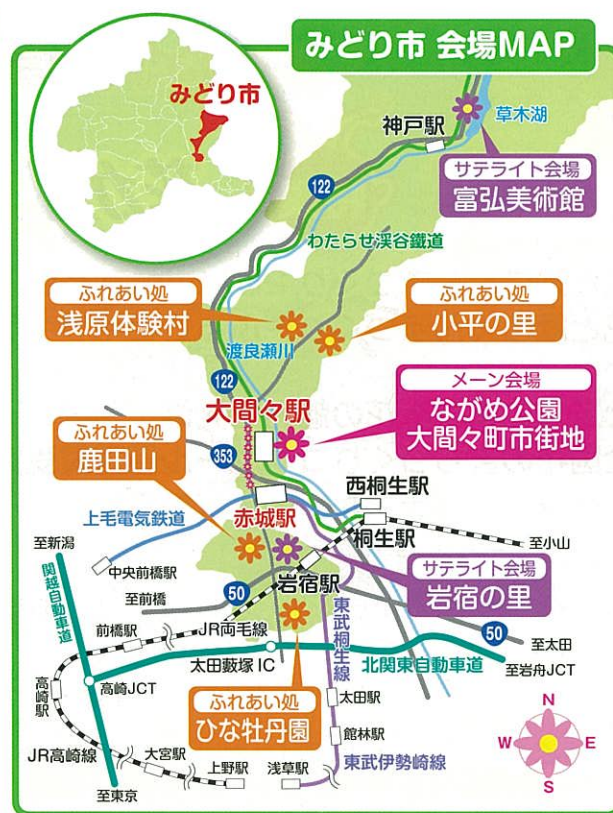 みどり市 会場MAP
みどり市
草木湖
神戸駅
サテライト会場
富弘美術館
122
わたらせ渓谷鐵道
ふれあい処
浅原体験村
ふれあい処
小平の里
渡良瀬川
122
メーン会場
ながめ公園
大間々町市街地
大間々駅
ふれあい処
鹿田山
353
西桐生駅
上毛電気鉄道
赤城駅
桐生駅
至新潟
至小山
中央前橋駅
サテライト会場
岩宿の里
関越自動車道
至前橋
50
岩宿駅
東武桐生線
50
前橋駅
JR両毛線
至太田
太田藪塚IC
北関東自動車道
至岩舟JCT
高崎駅
高崎JCT
ふれあい処
ひな牡丹園
太田駅
館林駅
JR高崎線
大宮駅
上野駅
浅草駅
東武伊勢崎線
至東京
N
W
E
S